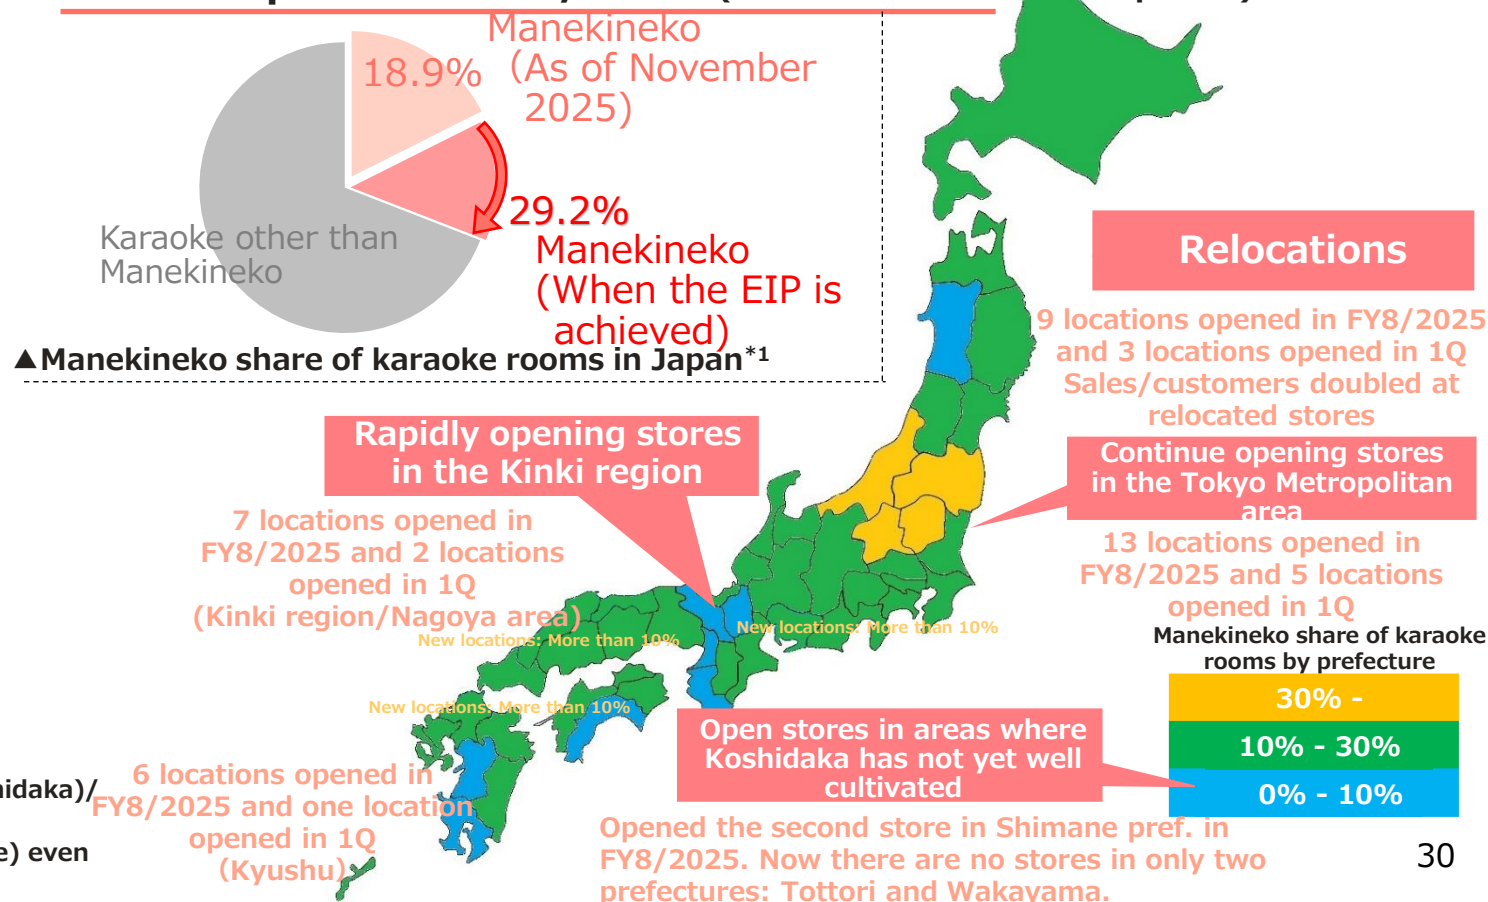 18.9%
Manekineko
(As of November
2025)
29.2%
Manekineko
(When the EIP is
achieved)
Karaoke other than
Manekineko
▲Manekineko share of karaoke rooms in Japan*1
Relocations
9 locations opened in FY8/2025
and 3 locations opened in 1Q
Sales/customers doubled at
relocated stores
Rapidly opening stores
in the Kinki region
7 locations opened in
FY8/2025 and 2 locations
opened in 1Q
(Kinki region/Nagoya area)
Continue opening stores
in the Tokyo Metropolitan
area
13 locations opened in
FY8/2025 and 5 locations
opened in 1Q
New locations: More than 10%
New locations: More than 10%
New locations: More than 10%
Manekineko share of karaoke
rooms by prefecture
30% -
10% - 30%
0% - 10%
Open stores in areas where
Koshidaka has not yet well
cultivated
Opened the second store in Shimane pref. in
FY8/2025. Now there are no stores in only two
prefectures: Tottori and Wakayama.
6 locations opened in
FY8/2025 and one location
opened in 1Q
(Kyushu)
idaka)/
e) even
30